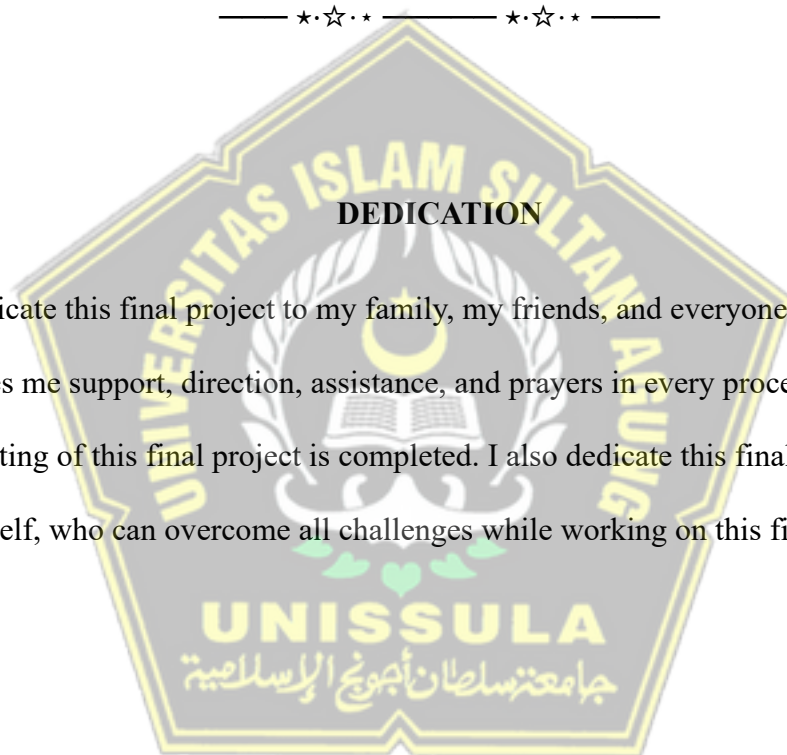 —— ⋆·☆·⋆ ——— ⋆·☆·⋆ ——
DEDICATION
icate this final project to my family, my friends, and everyone
es me support, direction, assistance, and prayers in every proce
ting of this final project is completed. I also dedicate this final
elf, who can overcome all challenges while working on this fi
UNIVERSITAS ISLAM SULTAN AGUNG
UNISSULA
جامعة سلطان أجونج الإسلامية